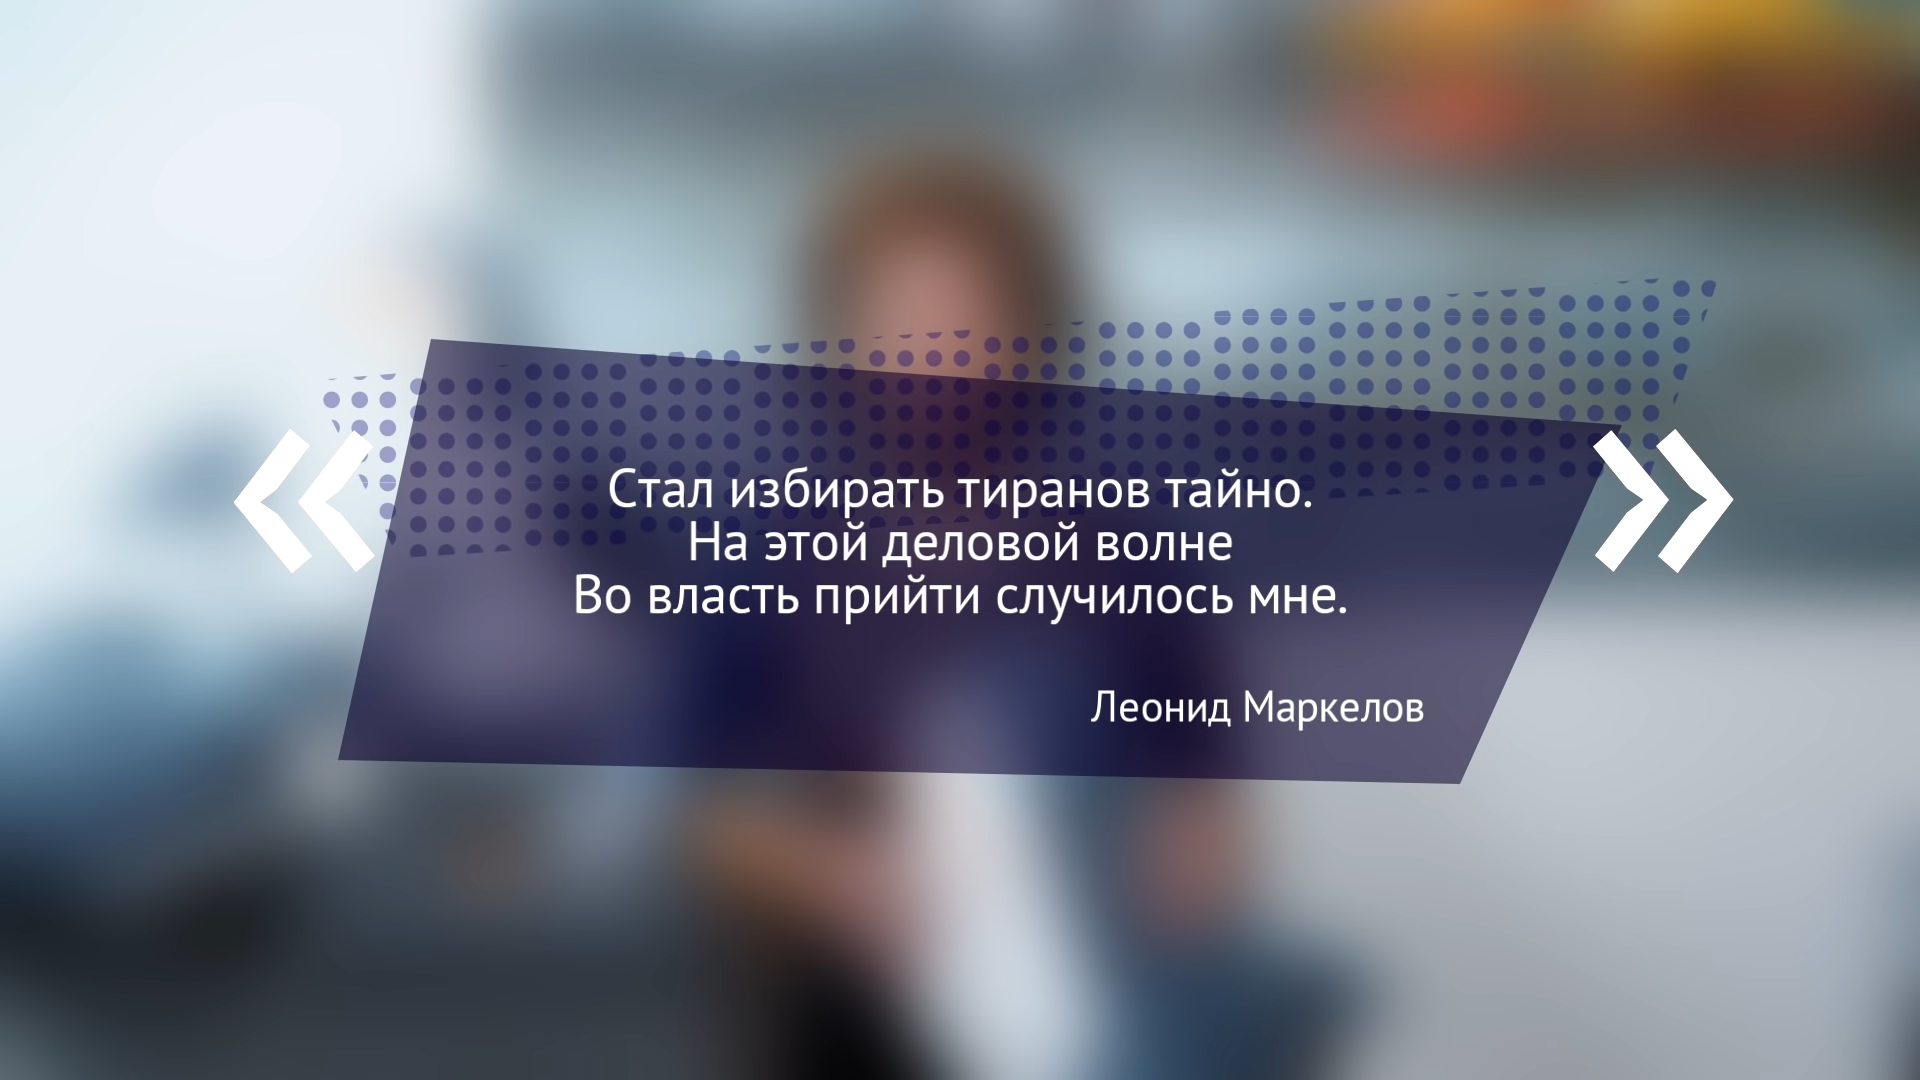 Стал избирать тиранов тайно.
На этой деловой волне
Во власть прийти случилось мне.
Леонид Маркелов